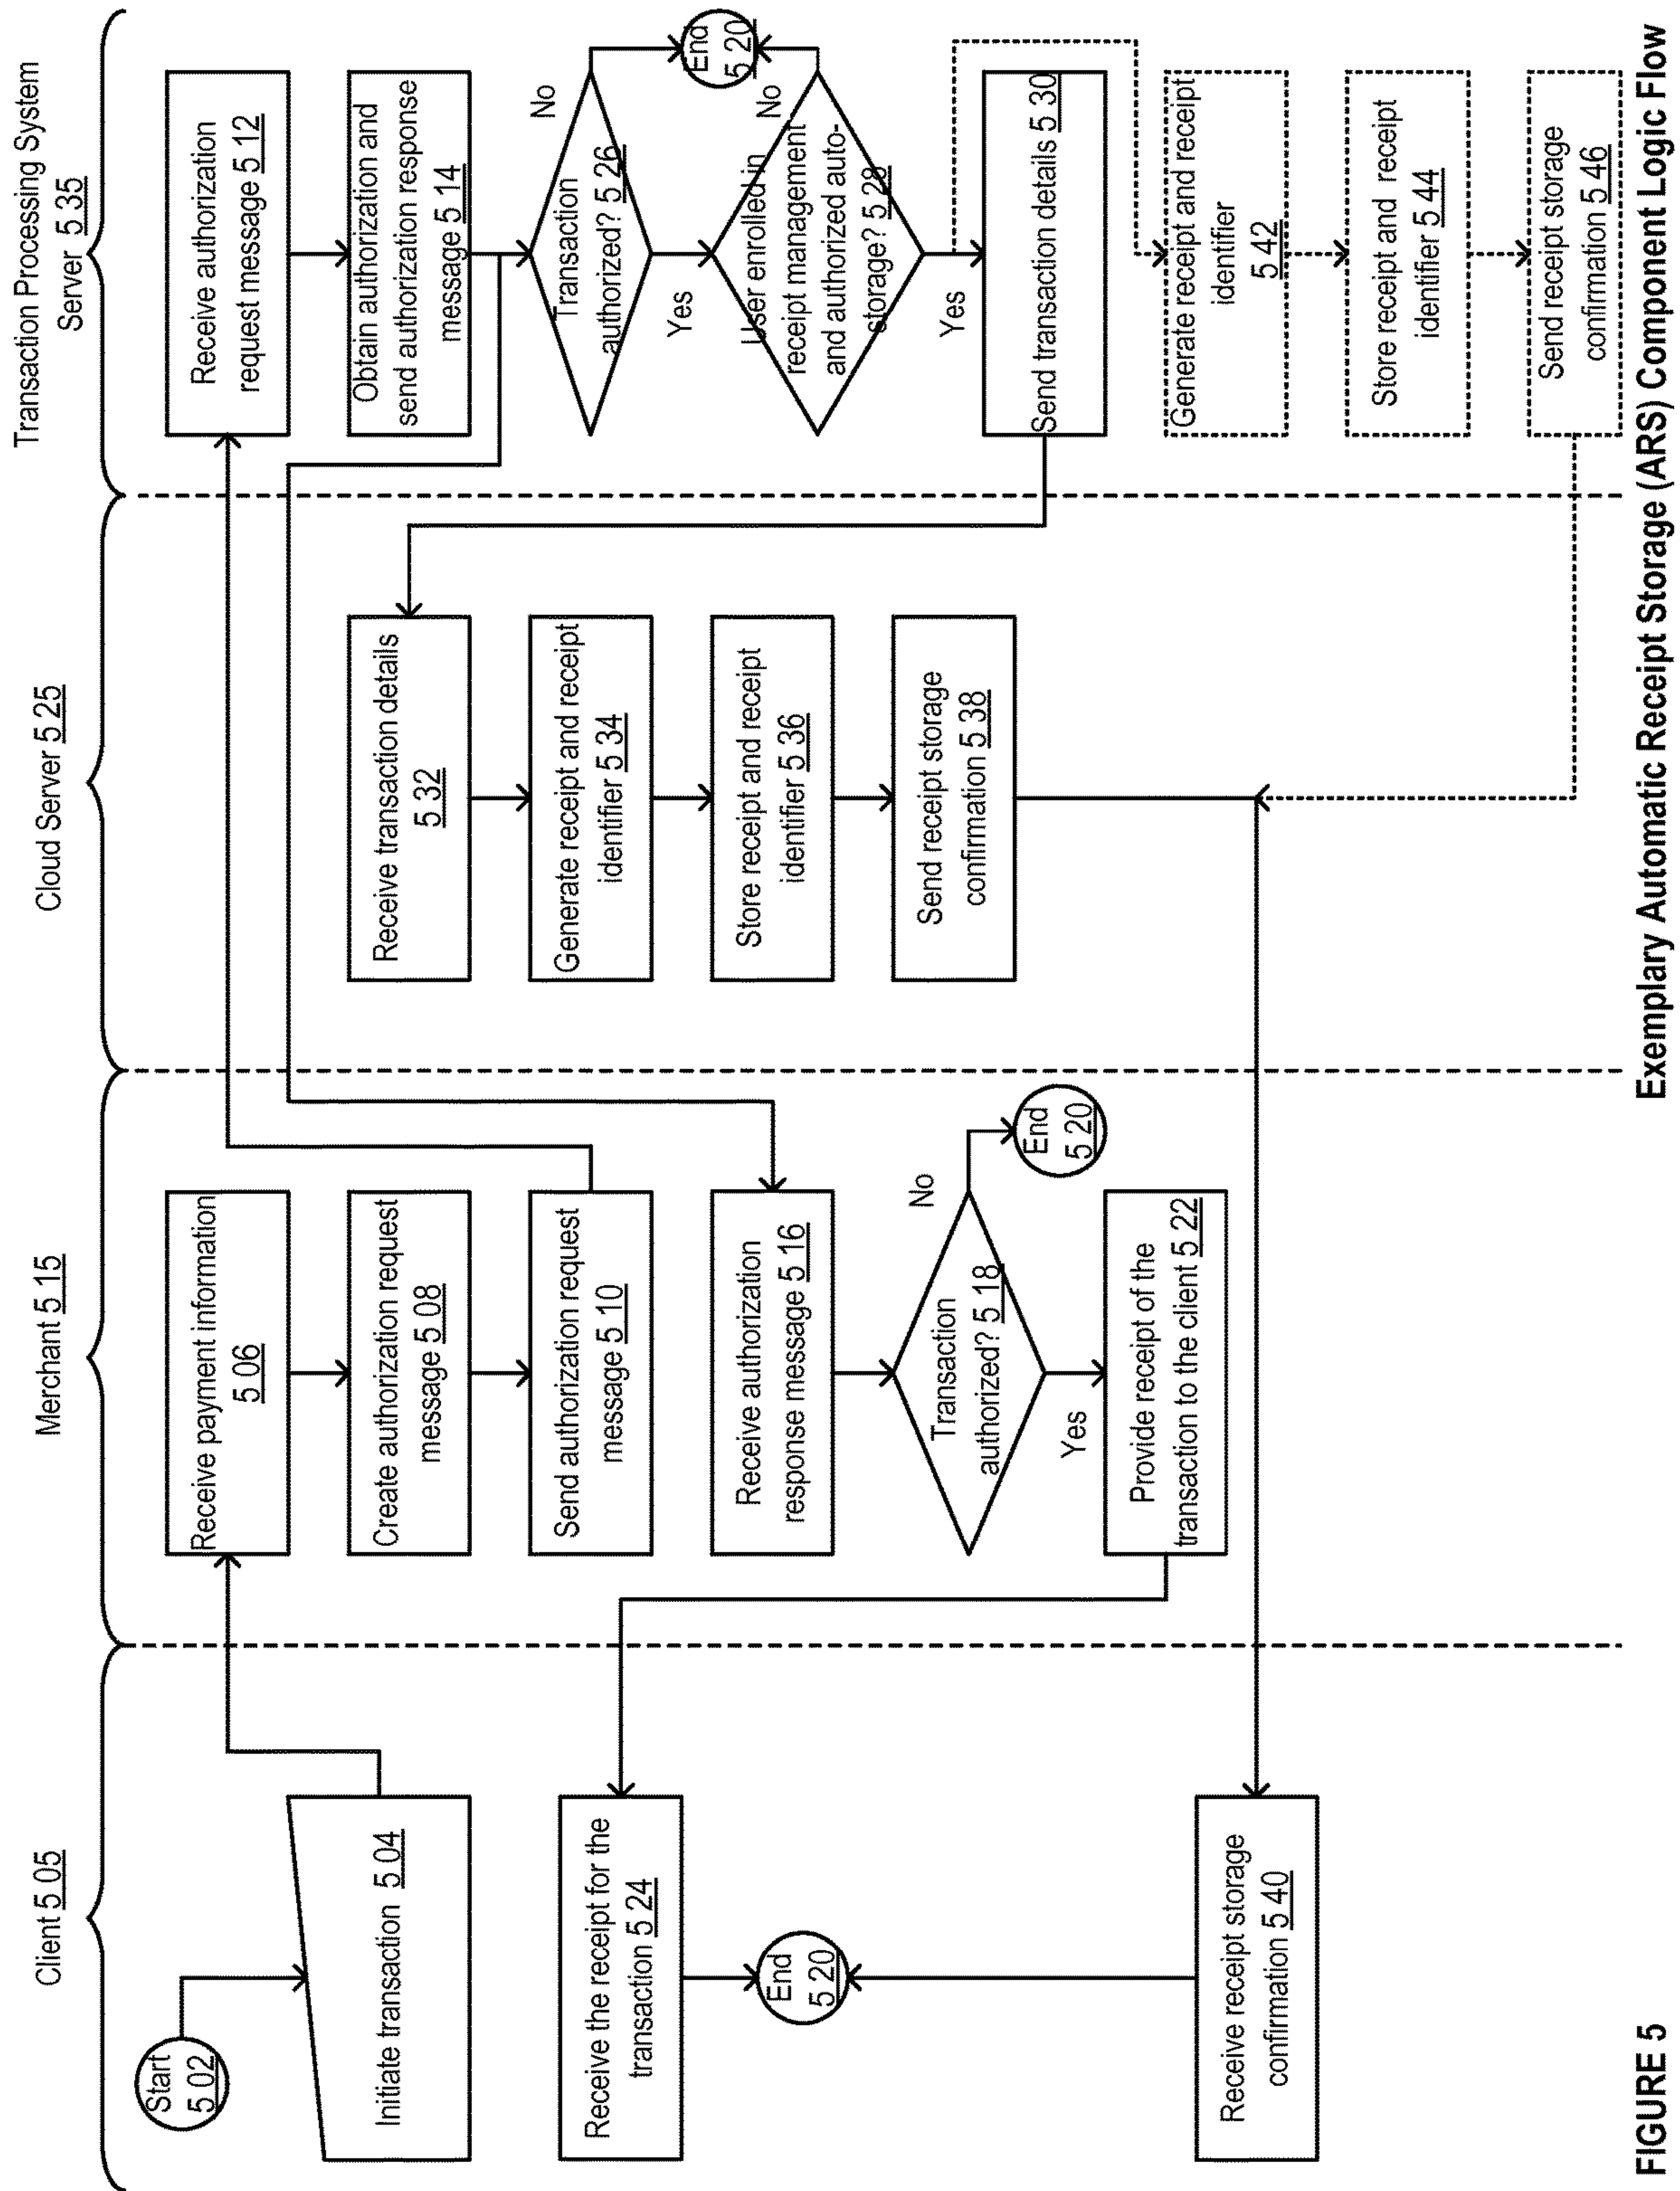 Client 5 05
Merchant 5 15
Cloud Server 5 25
Transaction Processing System
Server 5 35
Start
5 02
Initiate transaction 5 04
Receive the receipt for the
transaction 5 24
End
5 20
Receive receipt storage
confirmation 5 40
Receive payment information
5 06
Create authorization request
message 5 08
Send authorization request
message 5 10
Receive authorization
response message 5 16
Transaction
authorized? 5 18
No
End
5 20
Yes
Provide receipt of the
transaction to the client 5 22
Receive transaction details
5 32
Generate receipt and receipt
identifier 5 34
Store receipt and receipt
identifier 5 36
Send receipt storage
confirmation 5 38
Receive authorization
request message 5 12
Obtain authorization and
send authorization response
message 5 14
Transaction
authorized? 5 26
No
End
5 20
Yes
User enrolled in
receipt management
and authorized auto-
storage? 5 28
No
Yes
Send transaction details 5 30
Generate receipt and receipt
identifier
5 42
Store receipt and receipt
identifier 5 44
Send receipt storage
confirmation 5 46
FIGURE 5
Exemplary Automatic Receipt Storage (ARS) Component Logic Flow